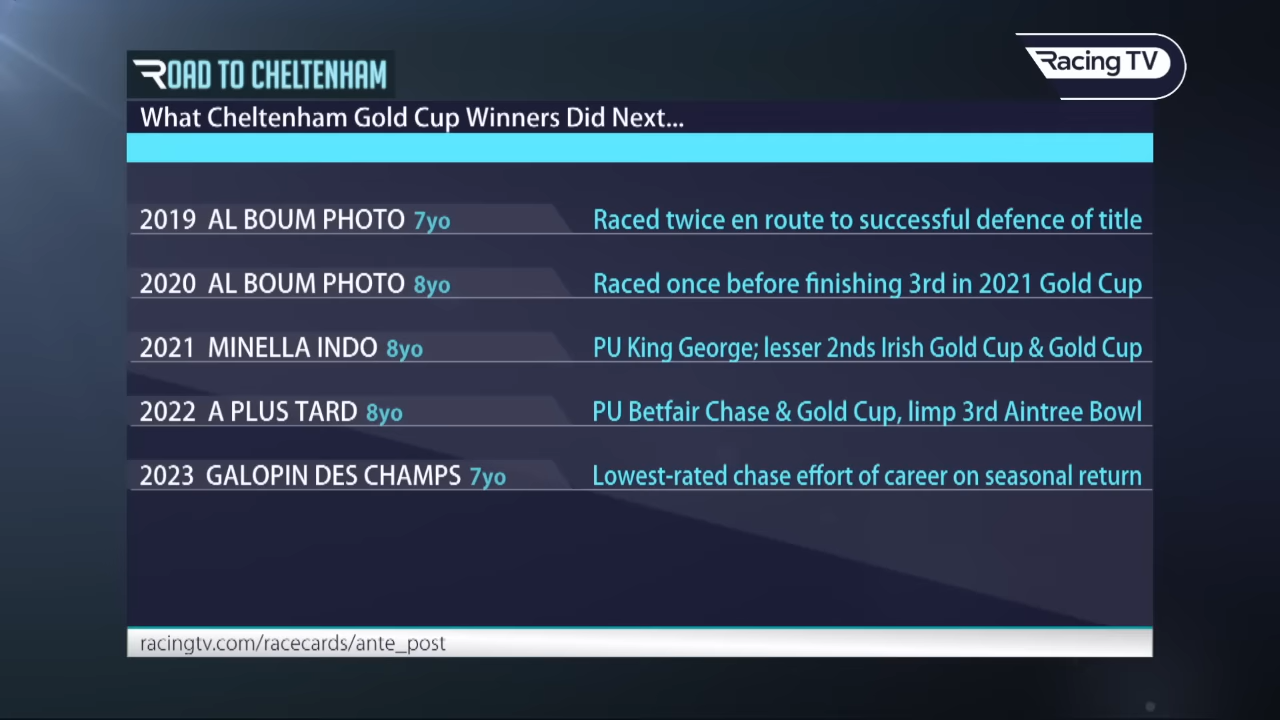 ROAD TO CHELTENHAM
Racing TV
What Cheltenham Gold Cup Winners Did Next...
2019 AL BOUM PHOTO 7yo Raced twice en route to successful defence of title
2020 AL BOUM PHOTO 8yo Raced once before finishing 3rd in 2021 Gold Cup
2021 MINELLA INDO 8yo PU King George; lesser 2nds Irish Gold Cup & Gold Cup
2022 A PLUS TARD 8yo PU Betfair Chase & Gold Cup, limp 3rd Aintree Bowl
2023 GALOPIN DES CHAMPS 7yo Lowest-rated chase effort of career on seasonal return
racingtv.com/racecards/ante_post